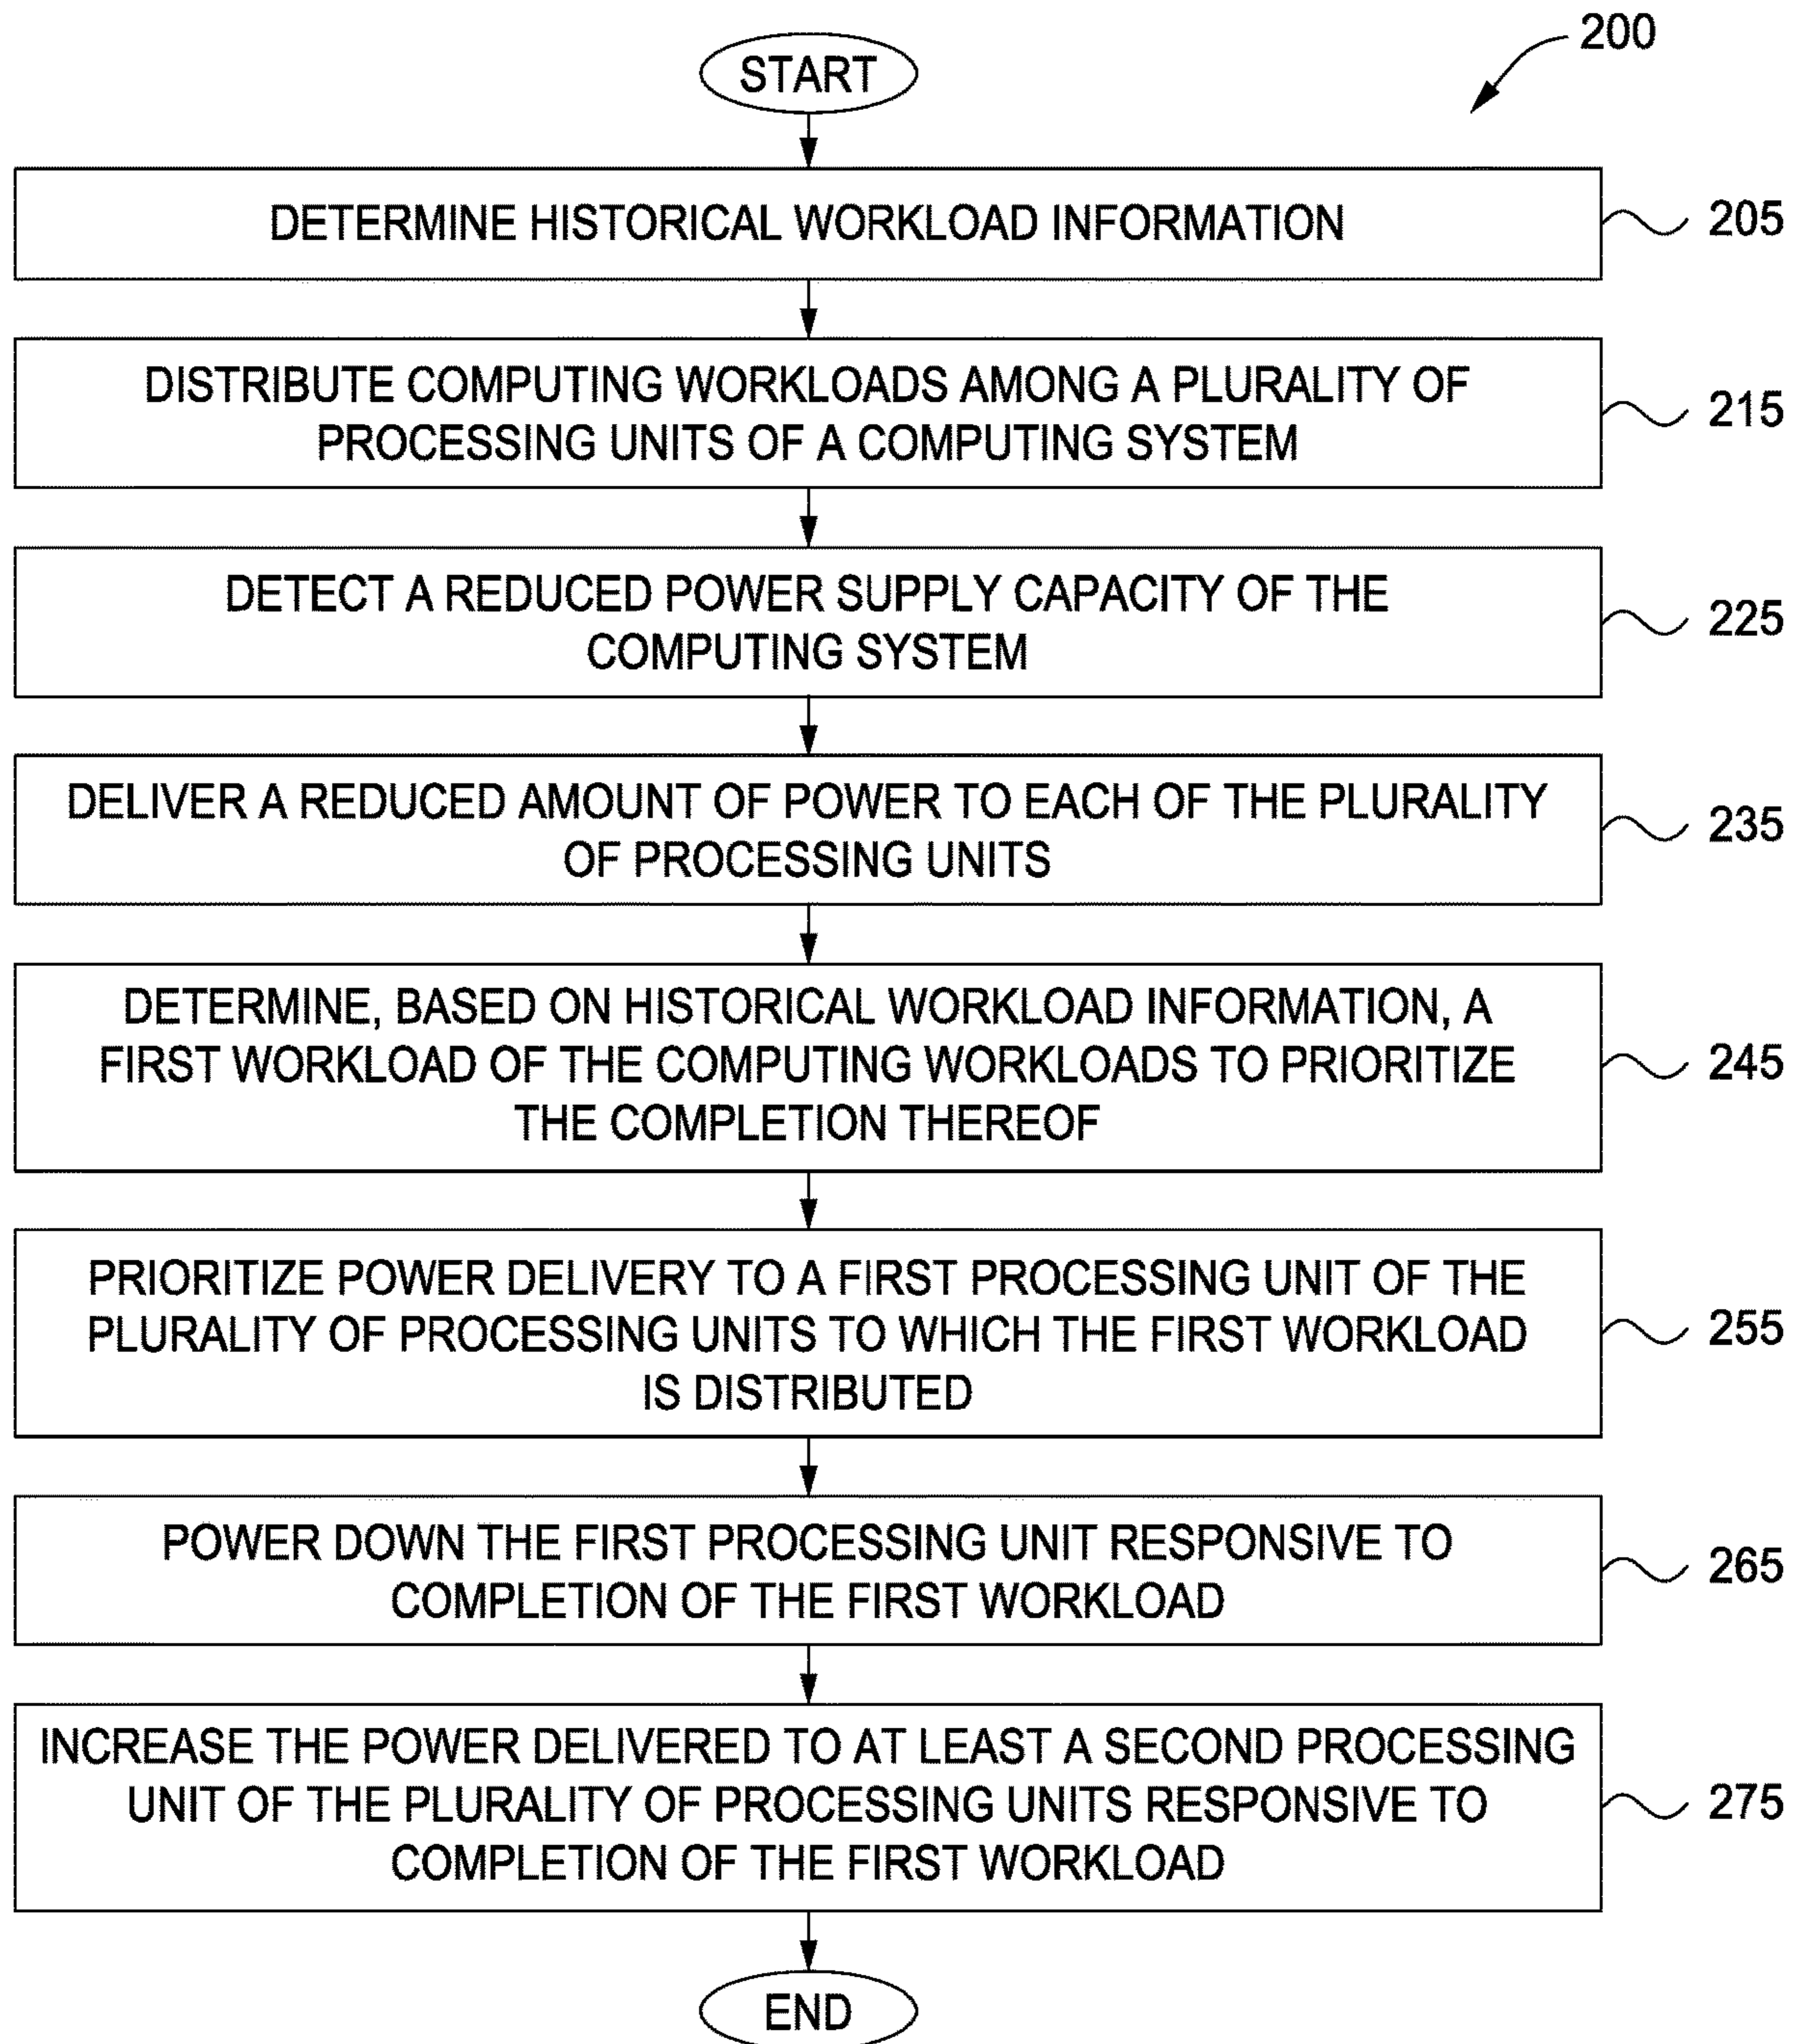 200
START
DETERMINE HISTORICAL WORKLOAD INFORMATION
205
DISTRIBUTE COMPUTING WORKLOADS AMONG A PLURALITY OF
PROCESSING UNITS OF A COMPUTING SYSTEM
215
DETECT A REDUCED POWER SUPPLY CAPACITY OF THE
COMPUTING SYSTEM
225
DELIVER A REDUCED AMOUNT OF POWER TO EACH OF THE PLURALITY
OF PROCESSING UNITS
235
DETERMINE, BASED ON HISTORICAL WORKLOAD INFORMATION, A
FIRST WORKLOAD OF THE COMPUTING WORKLOADS TO PRIORITIZE
THE COMPLETION THEREOF
245
PRIORITIZE POWER DELIVERY TO A FIRST PROCESSING UNIT OF THE
PLURALITY OF PROCESSING UNITS TO WHICH THE FIRST WORKLOAD
IS DISTRIBUTED
255
POWER DOWN THE FIRST PROCESSING UNIT RESPONSIVE TO
COMPLETION OF THE FIRST WORKLOAD
265
INCREASE THE POWER DELIVERED TO AT LEAST A SECOND PROCESSING
UNIT OF THE PLURALITY OF PROCESSING UNITS RESPONSIVE TO
COMPLETION OF THE FIRST WORKLOAD
275
END